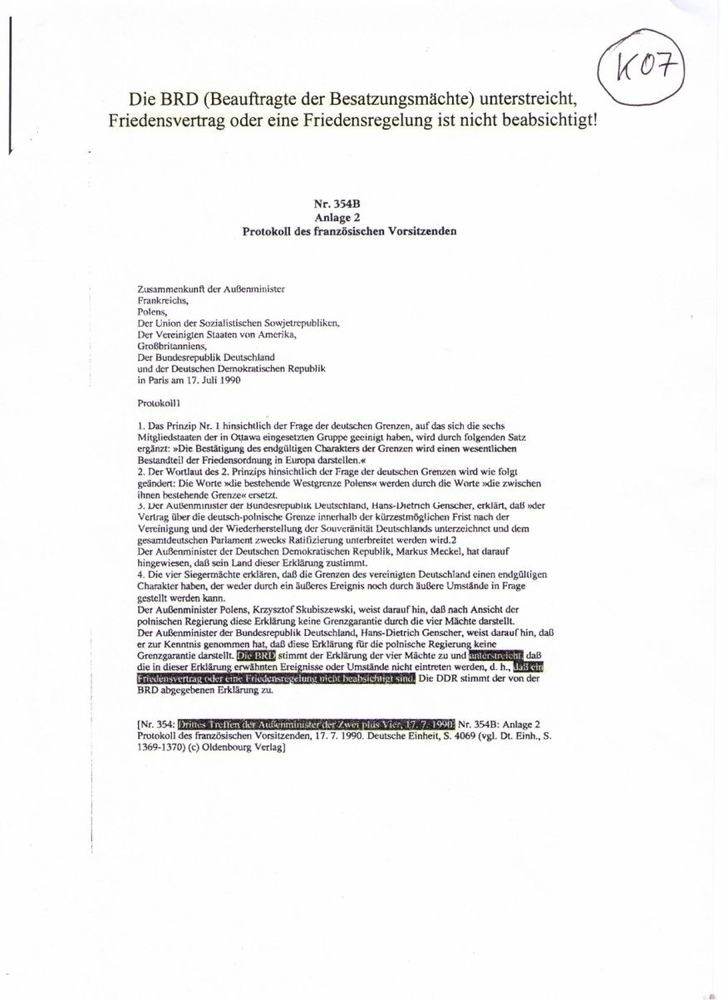 K07
Die BRD (Beauftragte der Besatzungsmächte) unterstreicht,
Friedensvertrag oder eine Friedensregelung ist nicht beabsichtigt!
Nr. 354B
Anlage 2
Protokoll des französischen Vorsitzenden
Zusammenkunft der Außenminister
Frankreichs,
Polens,
Der Union der Sozialistischen Sowjetrepubliken,
Der Vereinigten Staaten von Amerika,
Großbritanniens,
Der Bundesrepublik Deutschland
und der Deutschen Demokratischen Republik
in Paris am 17. Juli 1990
Protokoll1
1. Das Prinzip Nr. 1 hinsichtlich der Frage der deutschen Grenzen, auf das sich die sechs
Mitgliedstaaten der in Ottawa eingesetzten Gruppe geeinigt haben, wird durch folgenden Satz
ergänzt: »Die Bestätigung des endgültigen Charakters der Grenzen wird einen wesentlichen
Bestandteil der Friedensordnung in Europa darstellen.«
2. Der Wortlaut des 2. Prinzips hinsichtlich der Frage der deutschen Grenzen wird wie folgt
geändert: Die Worte »die bestehende Westgrenze Polens« werden durch die Worte »die zwischen
ihnen bestehende Grenze« ersetzt.
3. Der Außenminister der Bundesrepublik Deutschland, Hans-Dietrich Genscher, erklärt, daß »der
Vertrag über die deutsch-polnische Grenze innerhalb der kürzestmöglichen Frist nach der
Vereinigung und der Wiederherstellung der Souveränität Deutschlands unterzeichnet und dem
gesamtdeutschen Parlament zwecks Ratifizierung unterbreitet werden wird.2
Der Außenminister der Deutschen Demokratischen Republik, Markus Meckel, hat darauf
hingewiesen, daß sein Land dieser Erklärung zustimmt.
4. Die vier Siegermächte erklären, daß die Grenzen des vereinigten Deutschland einen endgültigen
Charakter haben, der weder durch ein äußeres Ereignis noch durch äußere Umstände in Frage
gestellt werden kann.
Der Außenminister Polens, Krzysztof Skubiszewski, weist darauf hin, daß nach Ansicht der
polnischen Regierung diese Erklärung keine Grenzgarantie durch die vier Mächte darstellt.
Der Außenminister der Bundesrepublik Deutschland, Hans-Dietrich Genscher, weist darauf hin, daß
er zur Kenntnis genommen hat, daß diese Erklärung für die polnische Regierung keine
Grenzgarantie darstellt. Die BRD stimmt der Erklärung der vier Mächte zu und unterstreicht, daß
die in dieser Erklärung erwähnten Ereignisse oder Umstände nicht eintreten werden, d. h., daß ein
Friedensvertrag oder eine Friedensregelung nicht beabsichtigt sind. Die DDR stimmt der von der
BRD abgegebenen Erklärung zu.
[Nr. 354: Drittes Treffen der Außenminister der Zwei plus Vier, 17. 7. 1990. Nr. 354B: Anlage 2
Protokoll des französischen Vorsitzenden, 17. 7. 1990. Deutsche Einheit, S. 4069 (vgl. Dt. Einh., S.
1369-1370) (c) Oldenbourg Verlag]